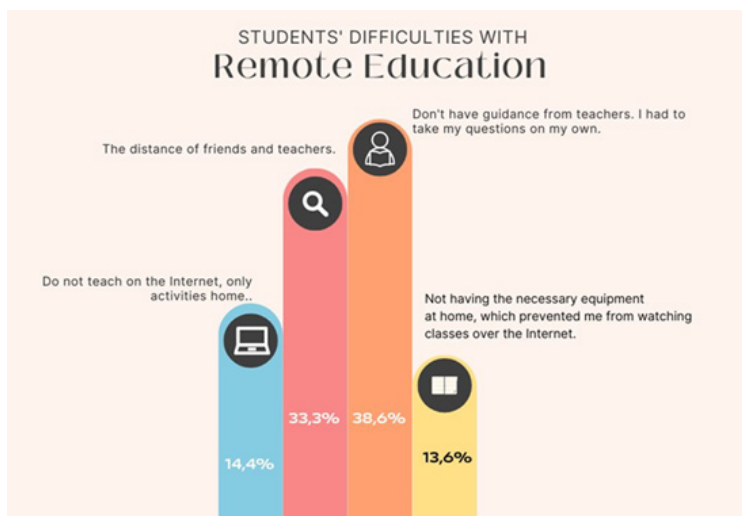 STUDENTS' DIFFICULTIES WITH
Remote Education
Don't have guidance from teachers. I had to
take my questions on my own.
The distance of friends and teachers.
Do not teach on the Internet, only
activities home..
Not having the necessary equipment
at home, which prevented me from watching
classes over the Internet.
33,3%
38,6%
14,4%
13,6%